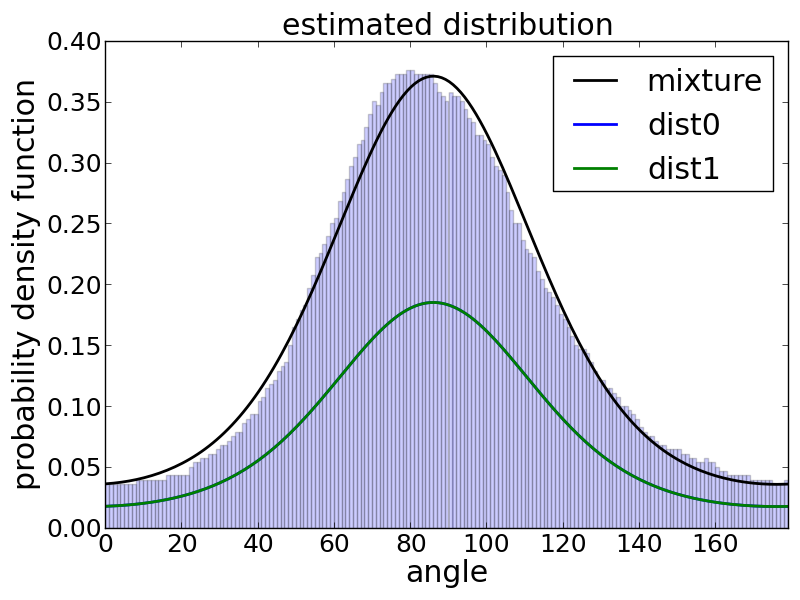 estimated distribution
0.40
0.35
0.30
0.25
0.20
0.15
0.10
0.05
0.00
probability density function
mixture
dist0
dist1
0 20 40 60 80 100 120 140 160
angle